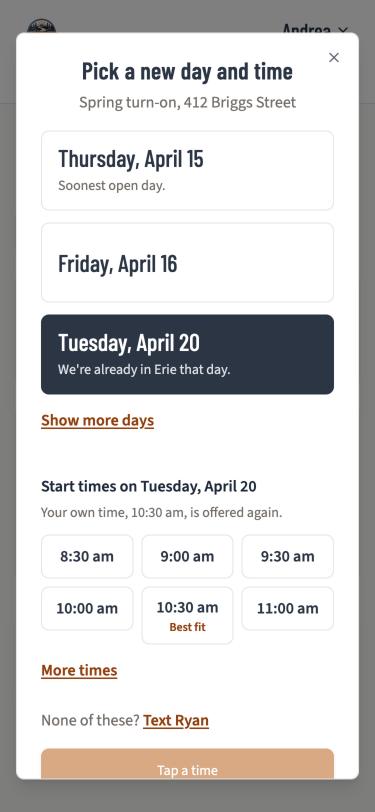 Andrea
Pick a new day and time
Spring turn-on, 412 Briggs Street
Thursday, April 15
Soonest open day.
Friday, April 16
Tuesday, April 20
We're already in Erie that day.
Show more days
Start times on Tuesday, April 20
Your own time, 10:30 am, is offered again.
8:30 am
9:00 am
9:30 am
10:00 am
10:30 am
Best fit
11:00 am
More times
None of these? Text Ryan
Tap a time